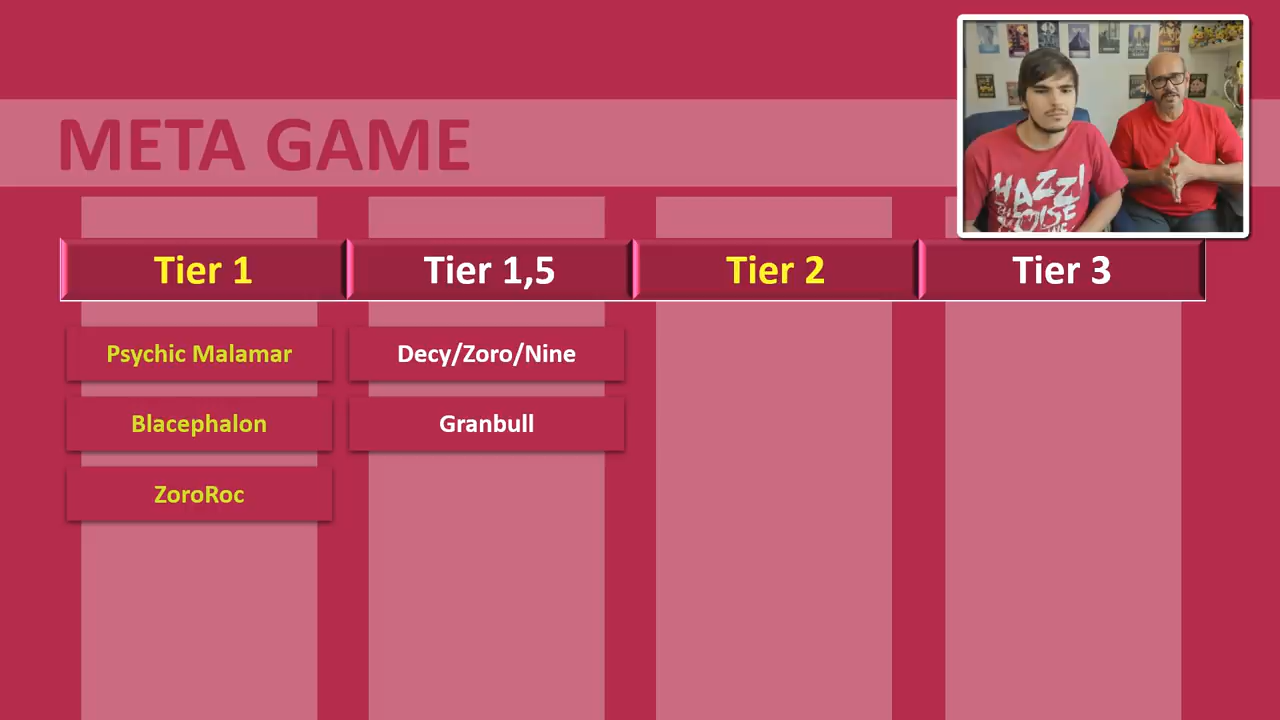 META GAME
Tier 1
Tier 1,5
Tier 2
Tier 3
Psychic Malamar
Decy/Zoro/Nine
Blacephalon
Granbull
ZoroRoc